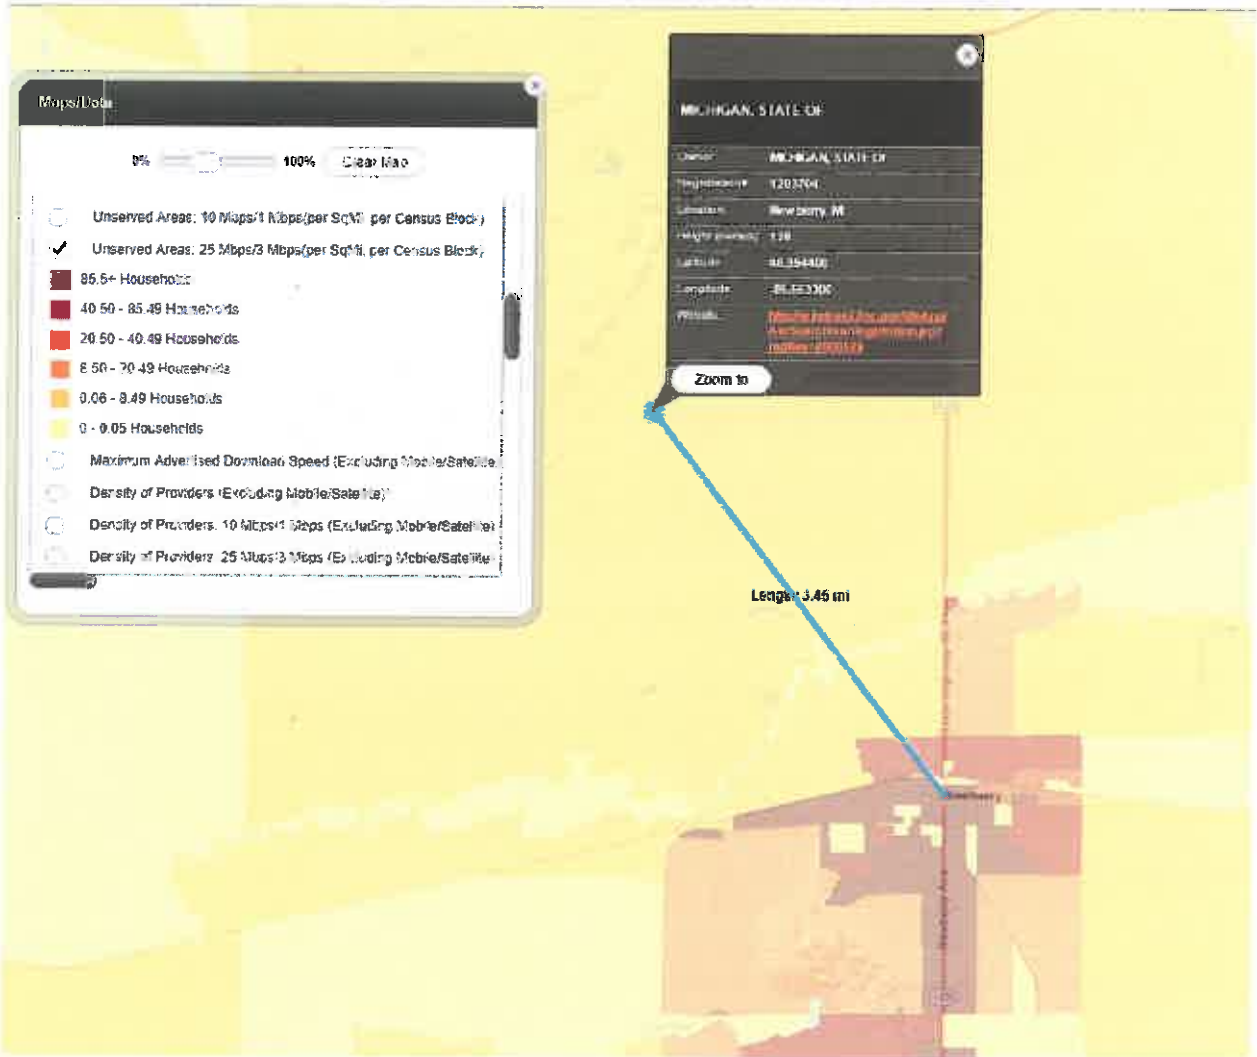 Maps/Data
0%
100%
Clear Map
Unserved Areas: 10 Mbps/1 Mbps(per SqMi, per Census Block)
Unserved Areas: 25 Mbps/3 Mbps(per SqMi, per Census Block)
85.5+ Households
40.50 - 85.49 Households
20.50 - 40.49 Households
8.50 - 20.49 Households
0.06 - 8.49 Households
0 - 0.05 Households
Maximum Advertised Download Speed (Excluding Mobile/Satellite
Density of Providers (Excluding Mobile/Satellite)
Density of Providers: 10 Mbps/1 Mbps (Excluding Mobile/Satellite)
Density of Providers: 25 Mbps/3 Mbps (Excluding Mobile/Satellite
MICHIGAN, STATE OF
Owner MICHIGAN, STATE OF
Registration# 1203704
Location Newberry, MI
Height
Latitude
Longitude
Website
Zoom to
Length 3.45 mi
Newberry